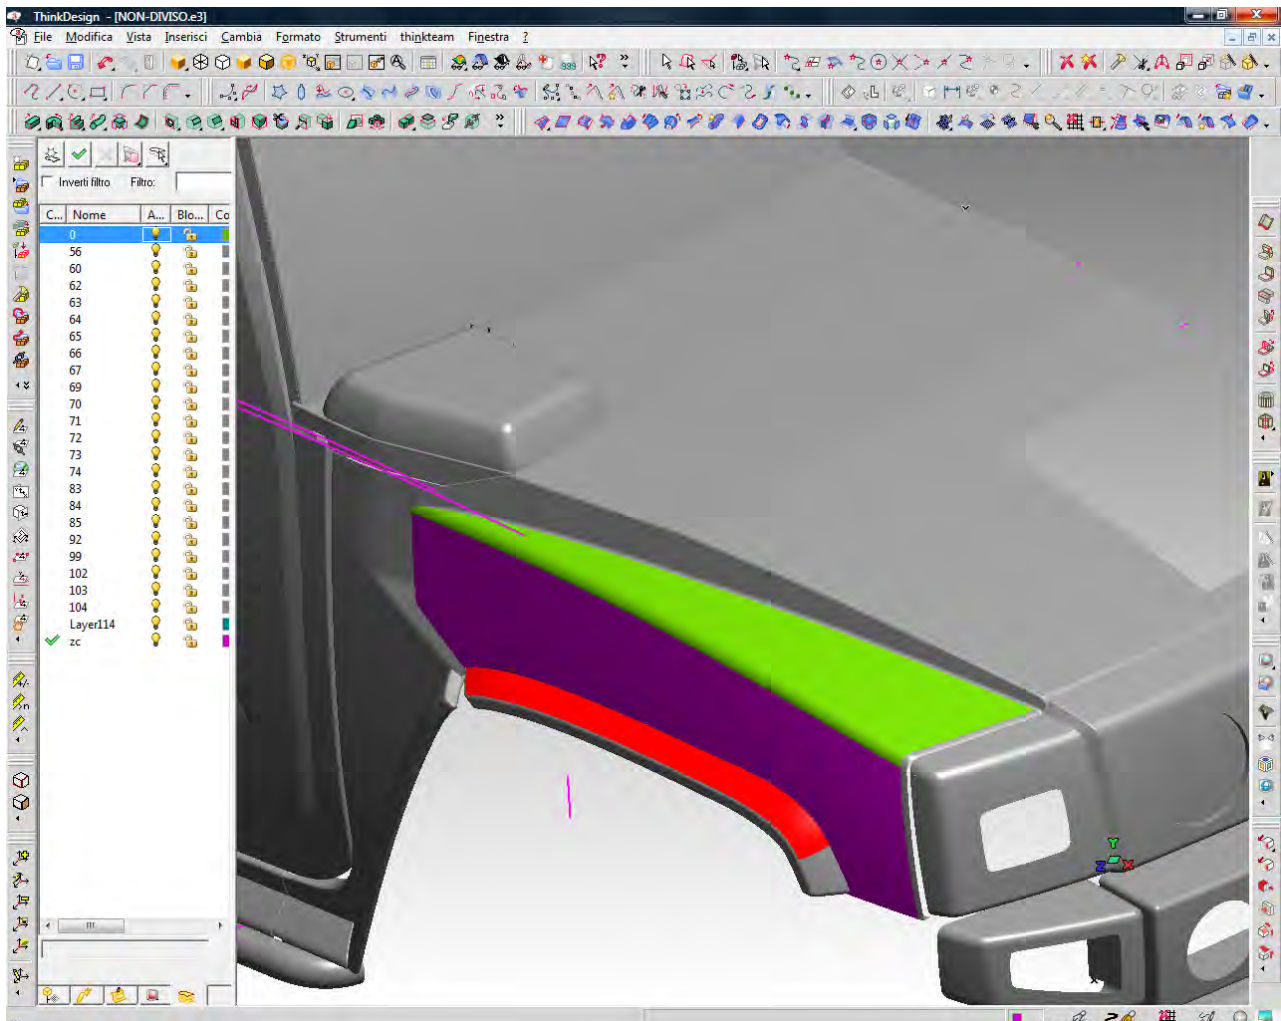 ThinkDesign - [NON-DIVISO.e3]
File Modifica Vista Inserisci Cambia Formato Strumenti thinkteam Finestra ?
Inverti filtro Filtro:
C... Nome A... Blo... Co
0
56
60
62
63
64
65
66
67
69
70
71
72
73
74
83
84
85
92
99
102
103
104
Layer114
zc
Y
Z X